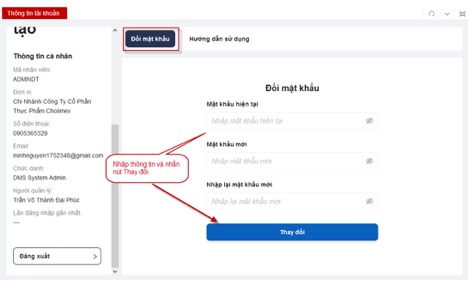 Thông tin tài khoản
tạo
Thông tin cá nhân
Mã nhân viên
ADMINDT
Đơn vị
Chi Nhánh Công Ty Cổ Phần
Thực Phẩm Cholimex
Số điện thoại
0905365329
Email
minhnguyen1752348@gmail.com
Chức danh
DMS System Admin
Người quản lý
Trần Võ Thành Đại Phúc
Lần đăng nhập gần nhất
—
Đăng xuất
Đổi mật khẩu
Hướng dẫn sử dụng
Đổi mật khẩu
Mật khẩu hiện tại
Nhập mật khẩu hiện tại
Mật khẩu mới
Nhập mật khẩu mới
Nhập lại mật khẩu mới
Nhập lại mật khẩu mới
Thay đổi
Nhập thông tin và nhấn
nút Thay đổi